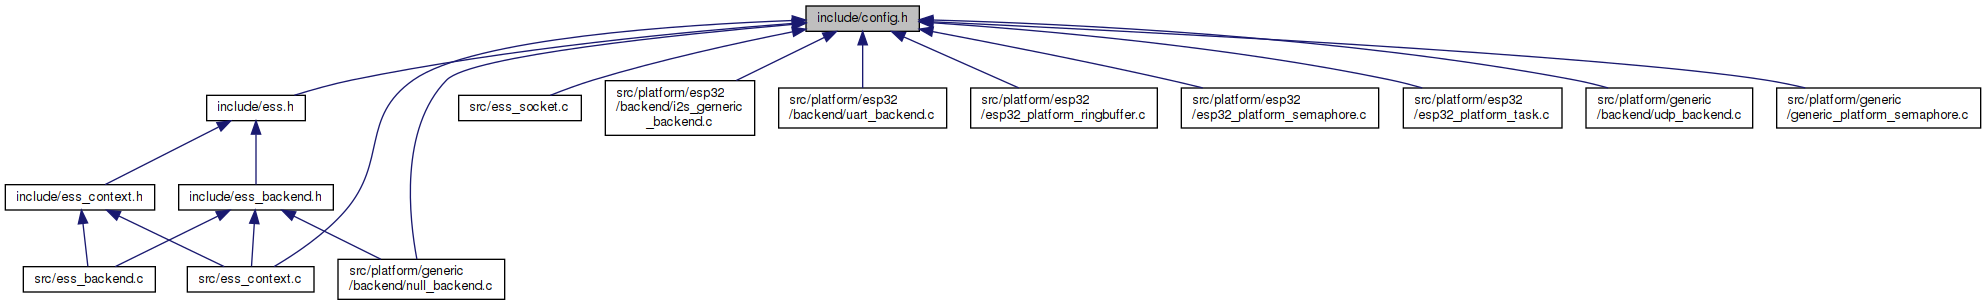 include/config.h
include/ess.h
src/ess_socket.c
src/platform/esp32
/backend/i2s_gerneric
_backend.c
src/platform/esp32
/backend/uart_backend.c
src/platform/esp32
/esp32_platform_ringbuffer.c
src/platform/esp32
/esp32_platform_semaphore.c
src/platform/esp32
/esp32_platform_task.c
src/platform/generic
/backend/udp_backend.c
src/platform/generic
/generic_platform_semaphore.c
include/ess_context.h
include/ess_backend.h
src/ess_backend.c
src/ess_context.c
src/platform/generic
/backend/null_backend.c